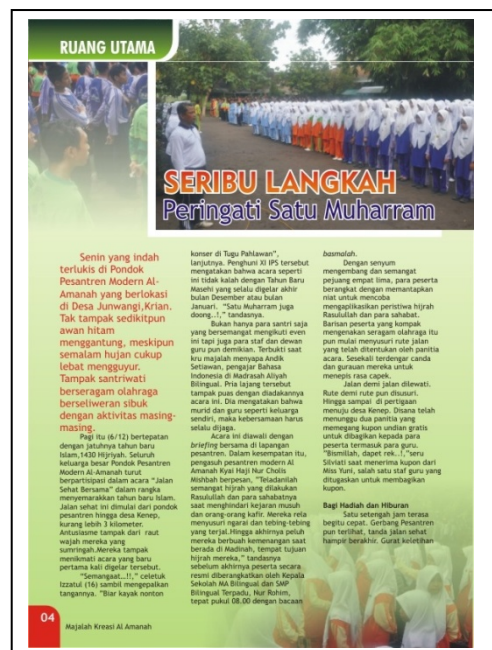 RUANG UTAMA
SERIBU LANGKAH
Peringati Satu Muharram
Senin yang indah
terlukis di Pondok
Pesantren Modern Al-
Amanah yang berlokasi
di Desa Junwangi,Krian.
Tak tampak sedikitpun
awan hitam
menggantung, meskipun
semalam hujan cukup
lebat mengguyur.
Tampak santriwati
berseragam olahraga
berseliweran sibuk
dengan aktivitas masing-
masing.
Pagi itu (6/12) bertepatan
dengan jatuhnya tahun baru
Islam,1430 Hijriyah. Seluruh
keluarga besar Pondok Pesantren
Modern Al-Amanah turut
berpartisipasi dalam acara "Jalan
Sehat Bersama" dalam rangka
menyemarakkan tahun baru Islam.
Jalan sehat ini dimulai dari pondok
pesantren hingga desa Kenep,
kurang lebih 3 kilometer.
Antusiasme tampak dari raut
wajah mereka yang
sumringah.Mereka tampak
menikmati acara yang baru
pertama kali digelar tersebut.
"Semangaat…!!," celetuk
Izzatul (16) sambil mengepalkan
tangannya. "Biar kayak nonton
konser di Tugu Pahlawan",
lanjutnya. Penghuni XI IPS tersebut
mengatakan bahwa acara seperti
ini tidak kalah dengan Tahun Baru
Masehi yang selalu digelar akhir
bulan Desember atau bulan
Januari. "Satu Muharram juga
doong..!," tandasnya.
Bukan hanya para santri saja
yang bersemangat mengikuti even
ini tapi juga para staf dan dewan
guru pun demikian. Terbukti saat
kru majalah menyapa Andik
Setiawan, pengajar Bahasa
Indonesia di Madrasah Aliyah
Bilingual. Pria lajang tersebut
tampak puas dengan diadakannya
acara ini. Dia mengatakan bahwa
murid dan guru seperti keluarga
sendiri, maka kebersamaan harus
selalu dijaga.
Acara ini diawali dengan
briefing bersama di lapangan
pesantren. Dalam kesempatan itu,
pengasuh pesantren modern Al
Amanah Kyai Haji Nur Cholis
Misbah berpesan, "Teladanilah
semangat hijrah yang dilakukan
Rasulullah dan para sahabatnya
saat menghindari kejaran musuh
dan orang-orang kafir. Mereka rela
menyusuri ngarai dan tebing-tebing
yang terjal.Hingga akhirnya peluh
mereka berbuah kemenangan saat
berada di Madinah, tempat tujuan
hijrah mereka," tandasnya
sebelum akhirnya peserta secara
resmi diberangkatkan oleh Kepala
Sekolah MA Bilingual dan SMP
Bilingual Terpadu, Nur Rohim,
tepat pukul 08.00 dengan bacaan
basmalah.
Dengan senyum
mengembang dan semangat
pejuang empat lima, para peserta
berangkat dengan memantapkan
niat untuk mencoba
mengaplikasikan peristiwa hijrah
Rasulullah dan para sahabat.
Barisan peserta yang kompak
mengenakan seragam olahraga itu
pun mulai menyusuri rute jalan
yang telah ditentukan oleh panitia
acara. Sesekali terdengar canda
dan gurauan mereka untuk
menepis rasa capek.
Jalan demi jalan dilewati.
Rute demi rute pun disusuri.
Hingga sampai di pertigaan
menuju desa Kenep. Disana telah
menunggu dua panitia yang
memegang kupon undian gratis
untuk dibagikan kepada para
peserta termasuk para guru.
"Bismillah, dapet rek..!,"seru
Silviati saat menerima kupon dari
Miss Yuni, salah satu staf guru yang
ditugaskan untuk membagikan
kupon.
Bagi Hadiah dan Hiburan
Satu setengah jam terasa
begitu cepat. Gerbang Pesantren
pun terlihat, tanda jalan sehat
hampir berakhir. Gurat keletihan
04
Majalah Kreasi Al Amanah